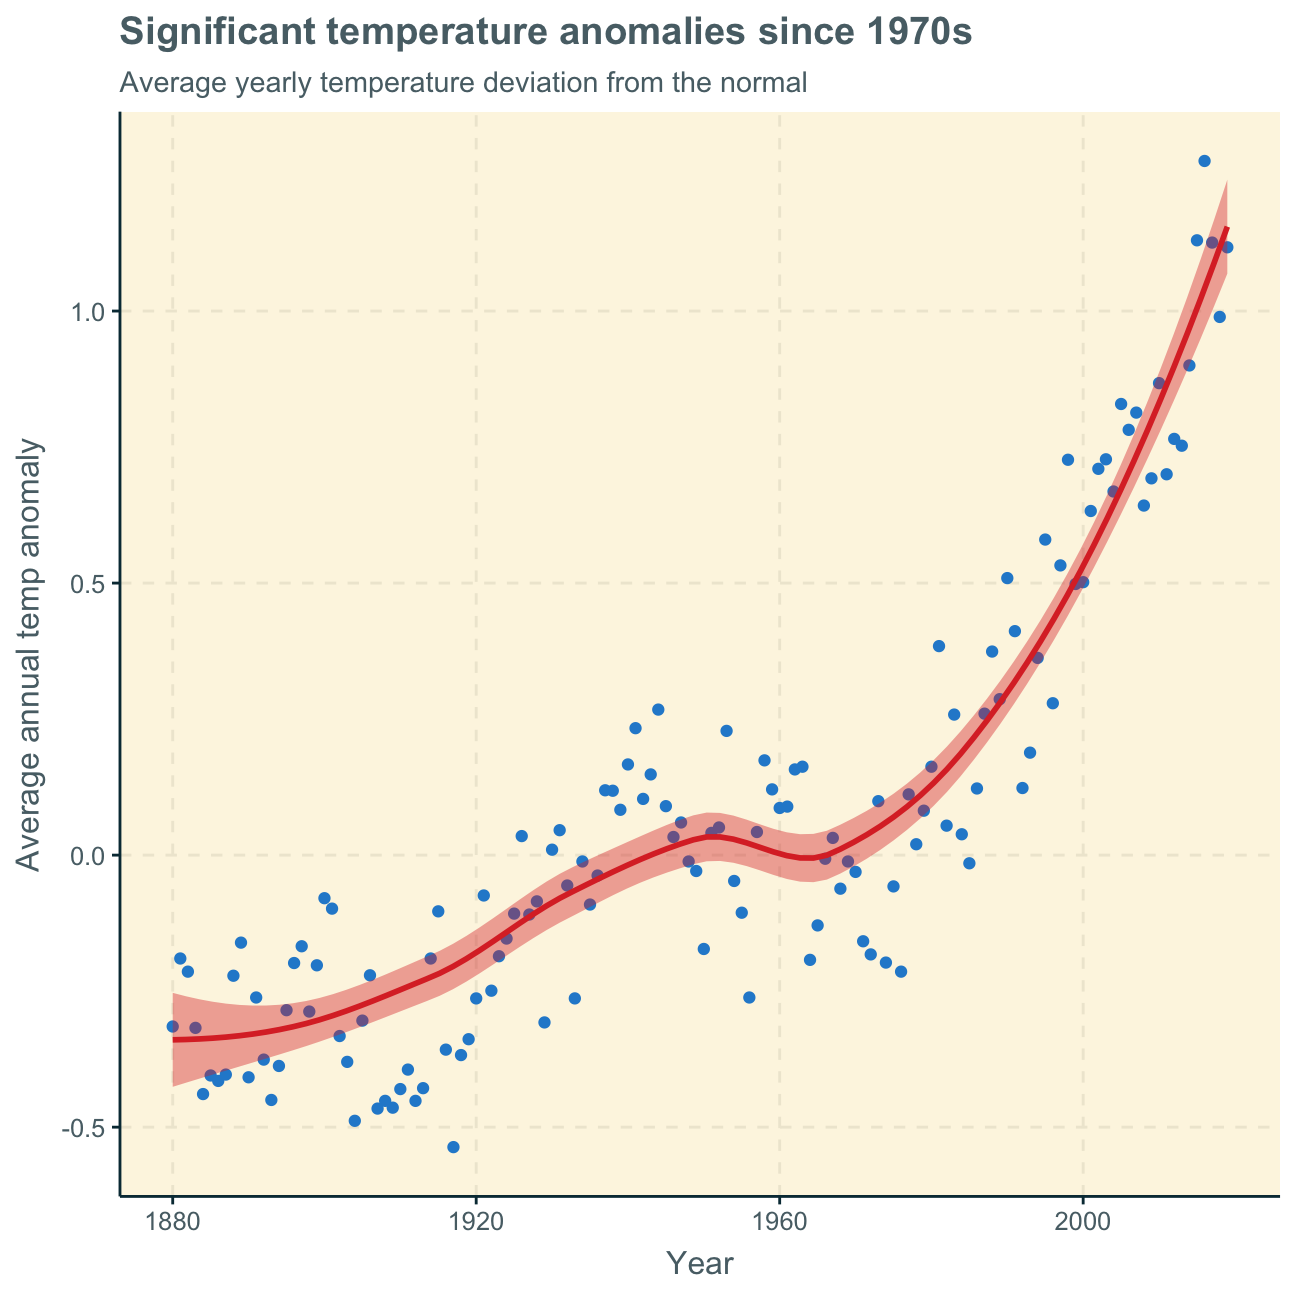 Significant temperature anomalies since 1970s
Average yearly temperature deviation from the normal
Average annual temp anomaly
1.0
0.5
0.0
-0.5
1880
1920
1960
2000
Year